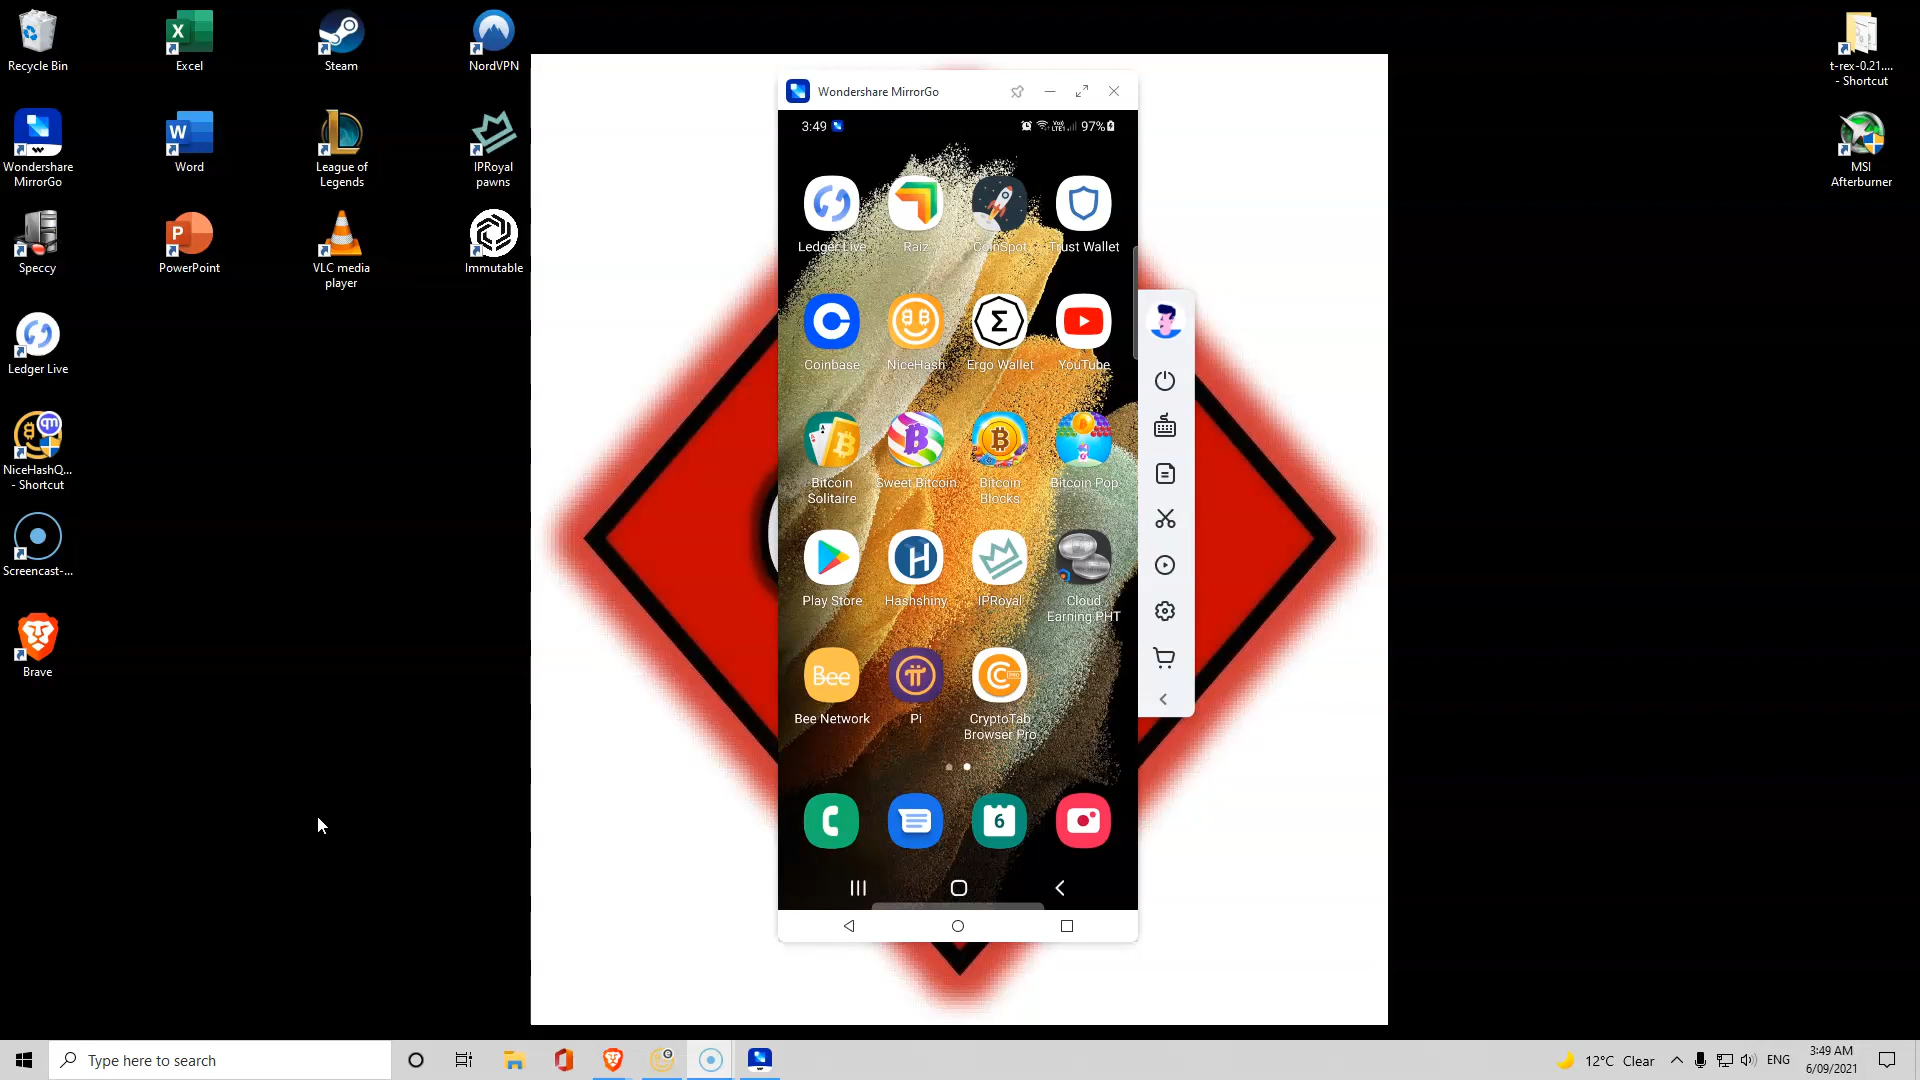 Recycle Bin
Excel
Steam
NordVPN
Wondershare
MirrorGo
Word
League of
Legends
IPRoyal
pawns
Speccy
PowerPoint
VLC media
player
Immutable
Ledger Live
NiceHashQ...
- Shortcut
Screencast-...
Brave
t-rex-0.21....
- Shortcut
MSI
Afterburner
Wondershare MirrorGo
3:49
97%
Ledger Live
Raiz
CoinSpot
Trust Wallet
Coinbase
NiceHash
Ergo Wallet
YouTube
Bitcoin
Solitaire
Sweet Bitcoin
Bitcoin
Blocks
Bitcoin Pop
Play Store
Hashshiny
IPRoyal
Cloud
Earning PHT
Bee
Bee Network
Pi
PRO
CryptoTab
Browser Pro
6
Type here to search
12°C Clear
ENG
3:49 AM
6/09/2021